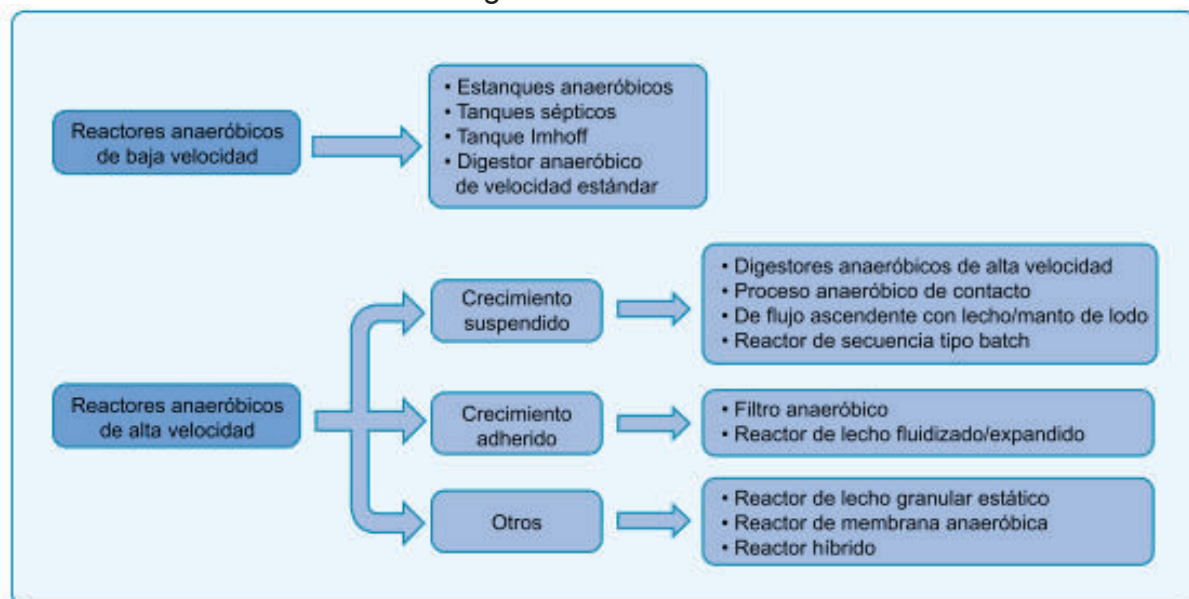 Reactores anaeróbicos
de baja velocidad
• Estanques anaeróbicos
• Tanques sépticos
• Tanque Imhoff
• Digestor anaeróbico
de velocidad estándar
Reactores anaeróbicos
de alta velocidad
Crecimiento
suspendido
• Digestores anaeróbicos de alta velocidad
• Proceso anaeróbico de contacto
• De flujo ascendente con lecho/manto de lodo
• Reactor de secuencia tipo batch
Crecimiento
adherido
• Filtro anaeróbico
• Reactor de lecho fluidizado/expandido
Otros
• Reactor de lecho granular estático
• Reactor de membrana anaeróbica
• Reactor híbrido